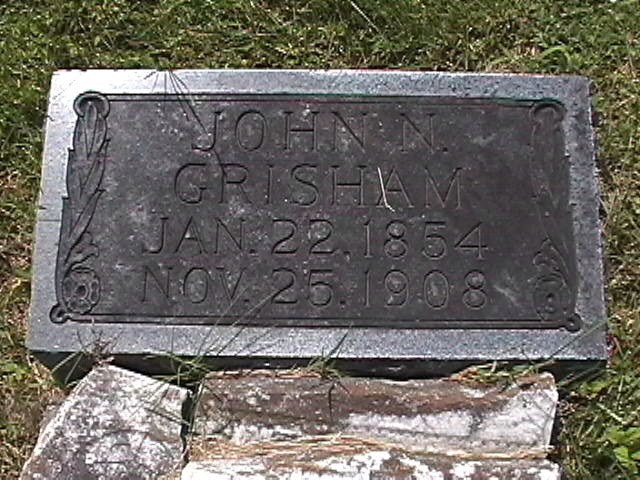 JOHN N.
GRISHAM
JAN. 22, 1854
NOV. 25, 1908